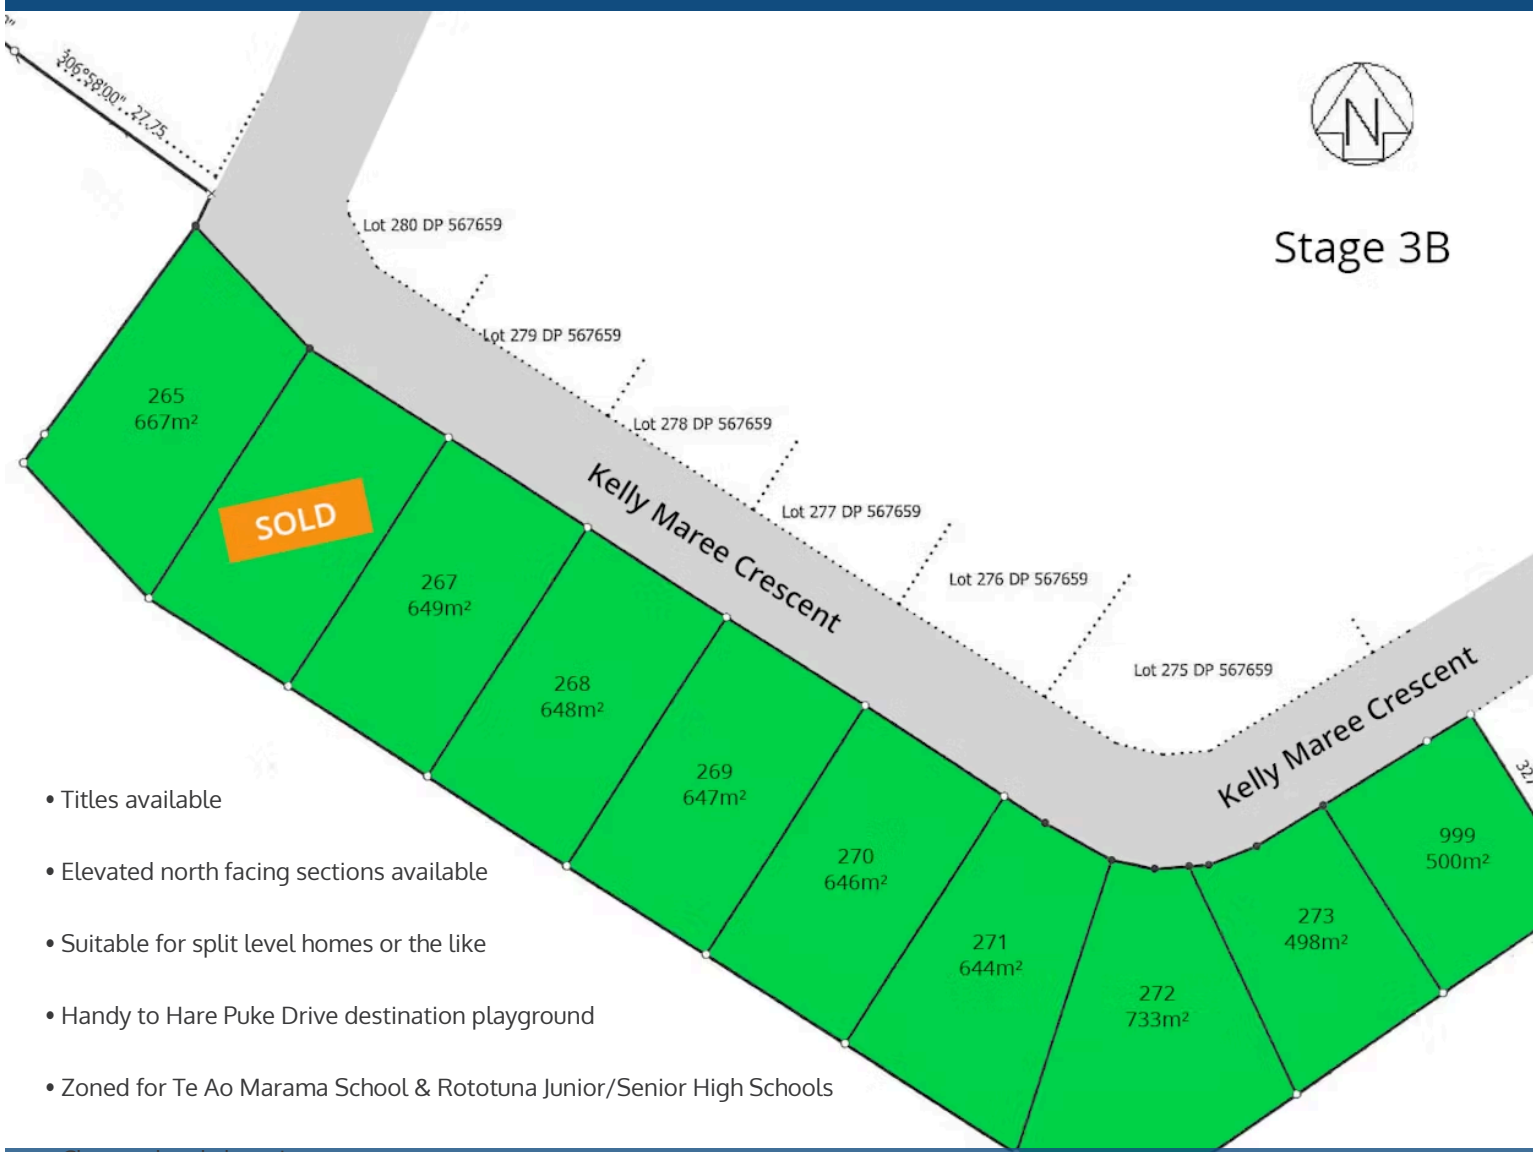 306°58'00" 27.75
N
Stage 3B
Lot 280 DP 567659
Lot 279 DP 567659
Lot 278 DP 567659
Lot 277 DP 567659
Lot 276 DP 567659
Lot 275 DP 567659
Kelly Maree Crescent
Kelly Maree Crescent
265
667m²
SOLD
267
649m²
268
648m²
269
647m²
270
646m²
271
644m²
272
733m²
273
498m²
999
500m²
• Titles available
• Elevated north facing sections available
• Suitable for split level homes or the like
• Handy to Hare Puke Drive destination playground
• Zoned for Te Ao Marama School & Rototuna Junior/Senior High Schools